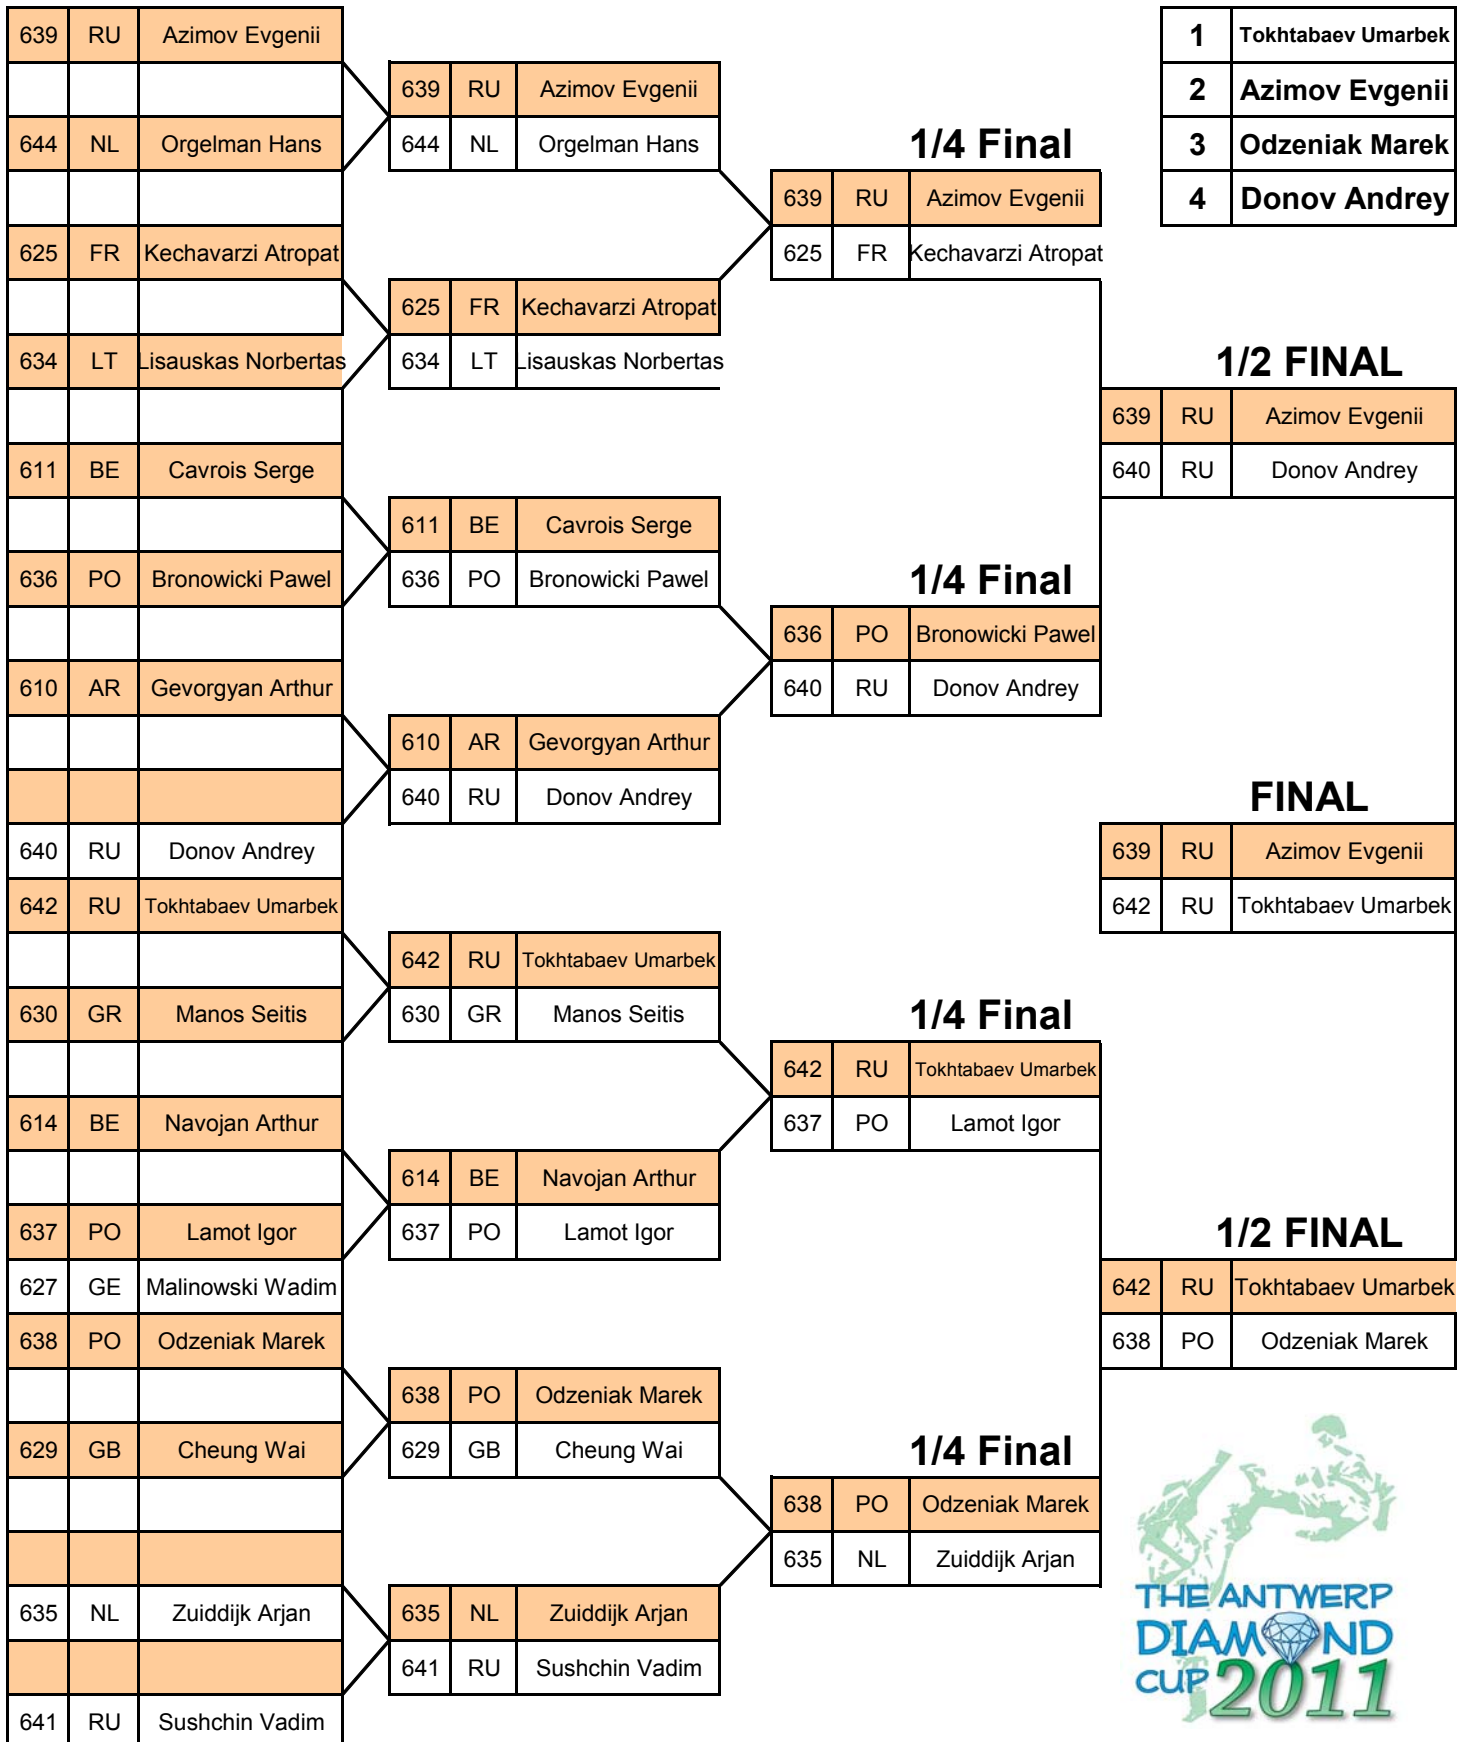 639 RU Azimov Evgenii
644 NL Orgelman Hans
625 FR Kechavarzi Atropat
634 LT Lisauskas Norbertas
611 BE Cavrois Serge
636 PO Bronowicki Pawel
610 AR Gevorgyan Arthur
640 RU Donov Andrey
642 RU Tokhtabaev Umarbek
630 GR Manos Seitis
614 BE Navojan Arthur
637 PO Lamot Igor
627 GE Malinowski Wadim
638 PO Odzeniak Marek
629 GB Cheung Wai
635 NL Zuiddijk Arjan
641 RU Sushchin Vadim
639 RU Azimov Evgenii
644 NL Orgelman Hans
625 FR Kechavarzi Atropat
634 LT Lisauskas Norbertas
611 BE Cavrois Serge
636 PO Bronowicki Pawel
610 AR Gevorgyan Arthur
640 RU Donov Andrey
642 RU Tokhtabaev Umarbek
630 GR Manos Seitis
614 BE Navojan Arthur
637 PO Lamot Igor
638 PO Odzeniak Marek
629 GB Cheung Wai
635 NL Zuiddijk Arjan
641 RU Sushchin Vadim
1/4 Final
639 RU Azimov Evgenii
625 FR Kechavarzi Atropat
1/4 Final
636 PO Bronowicki Pawel
640 RU Donov Andrey
1/4 Final
642 RU Tokhtabaev Umarbek
637 PO Lamot Igor
1/4 Final
638 PO Odzeniak Marek
635 NL Zuiddijk Arjan
1 Tokhtabaev Umarbek
2 Azimov Evgenii
3 Odzeniak Marek
4 Donov Andrey
1/2 FINAL
639 RU Azimov Evgenii
640 RU Donov Andrey
FINAL
639 RU Azimov Evgenii
642 RU Tokhtabaev Umarbek
1/2 FINAL
642 RU Tokhtabaev Umarbek
638 PO Odzeniak Marek
THE ANTWERP
DIAMOND
CUP 2011